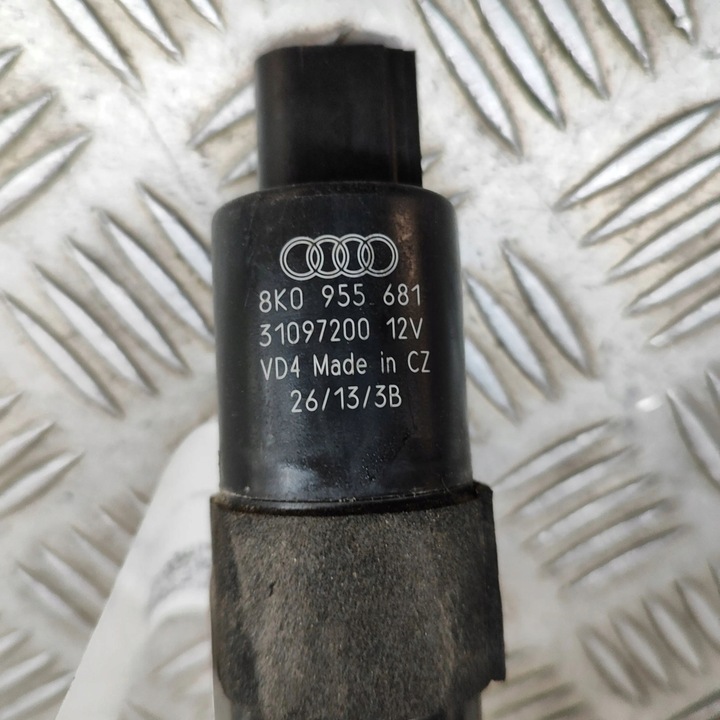 8K0 955 681
31097200 12V
VD4 Made in CZ
26/13/3B